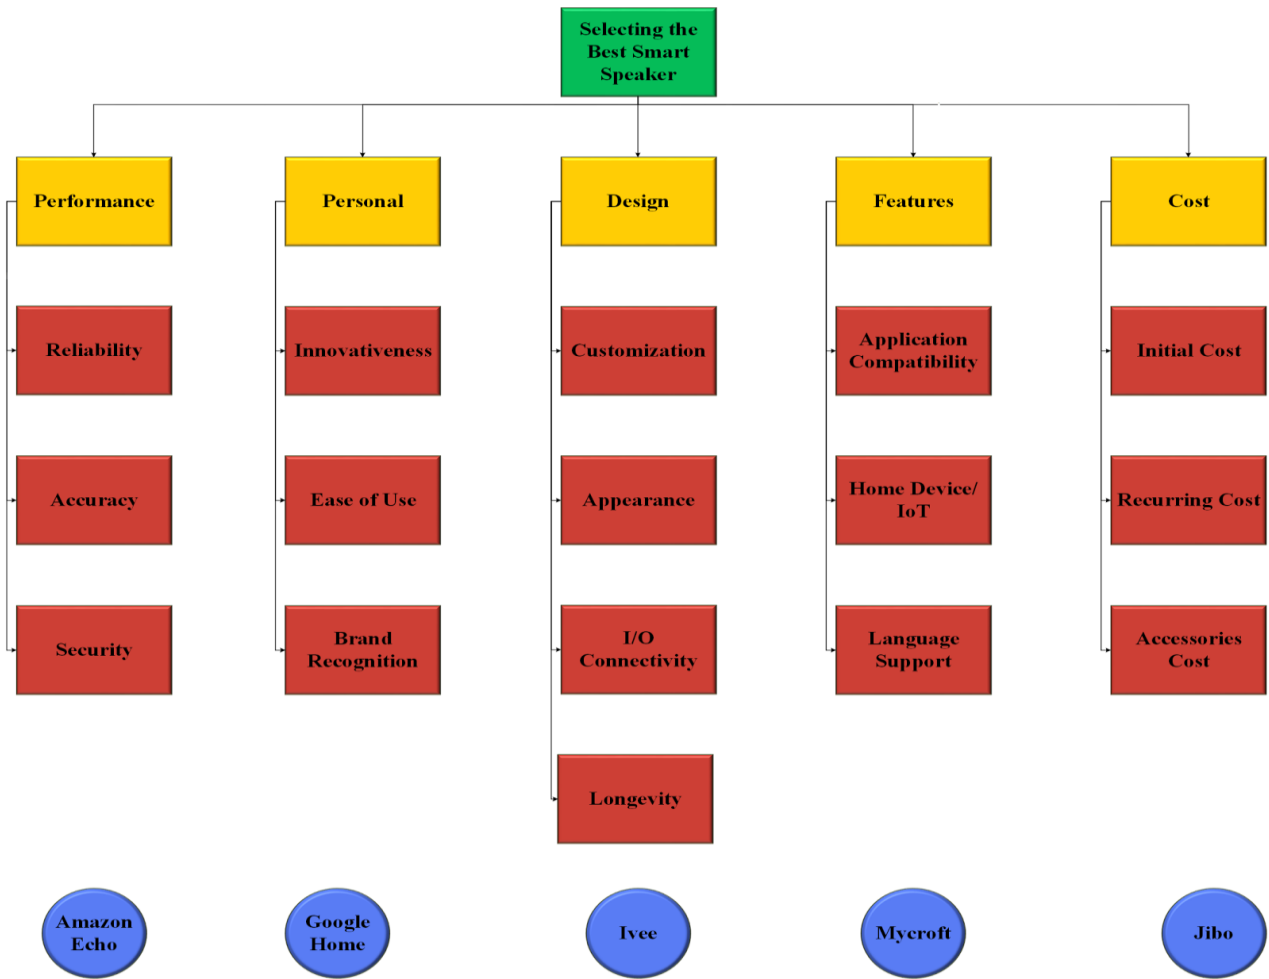 Selecting the
Best Smart
Speaker
Performance
Personal
Design
Features
Cost
Reliability
Innovativeness
Customization
Application
Compatibility
Initial Cost
Accuracy
Ease of Use
Appearance
Home Device/
IoT
Recurring Cost
Security
Brand
Recognition
I/O
Connectivity
Language
Support
Accessories
Cost
Longevity
Amazon
Echo
Google
Home
Ivee
Mycroft
Jibo